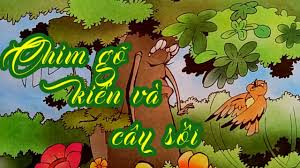 Chim gõ
kiến và
cây sồi